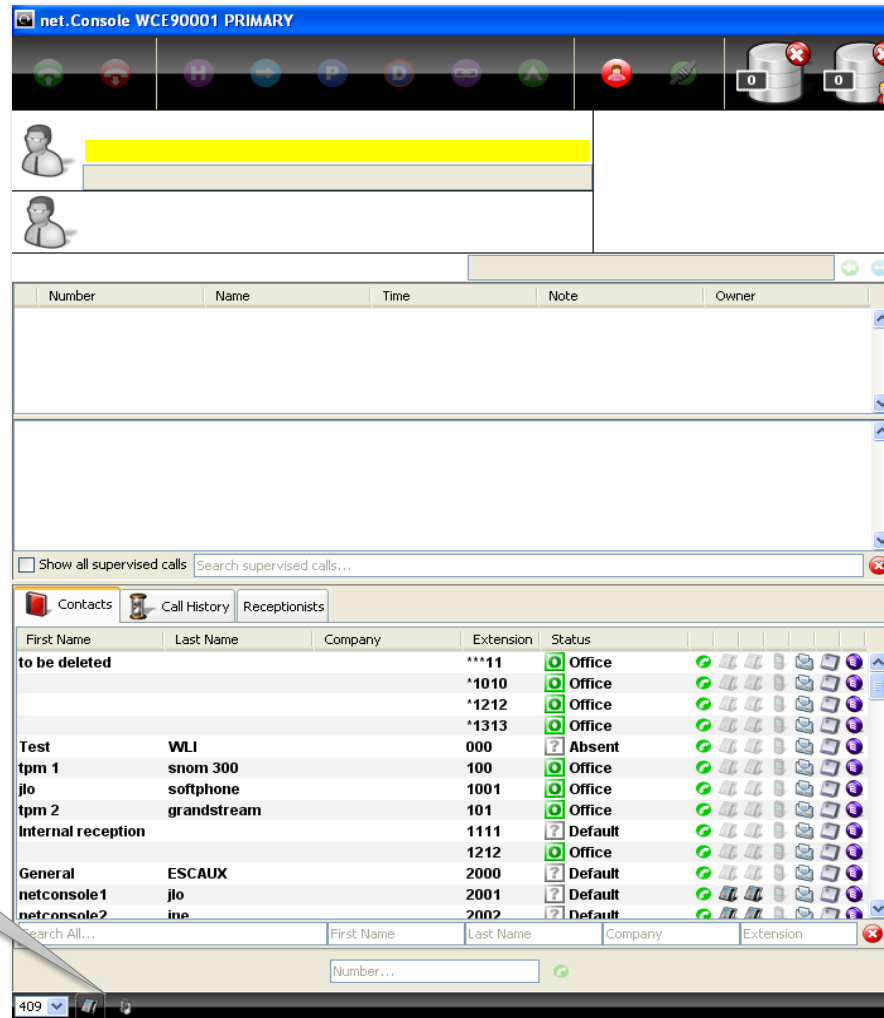 net.Console WCE90001 PRIMARY
H P D A 0 0
Number Name Time Note Owner
Show all supervised calls Search supervised calls...
Contacts Call History Receptionists
First Name Last Name Company Extension Status
to be deleted ***11 O Office
*1010 O Office
*1212 O Office
*1313 O Office
Test WLI 000 ? Absent
tpm 1 snom 300 100 O Office
jlo softphone 1001 O Office
tpm 2 grandstream 101 O Office
Internal reception 1111 ? Default
1212 O Office
General ESCAUX 2000 ? Default
netconsole1 jlo 2001 ? Default
netconsole2 ine 2002 ? Default
Search All... First Name Last Name Company Extension
Number...
409